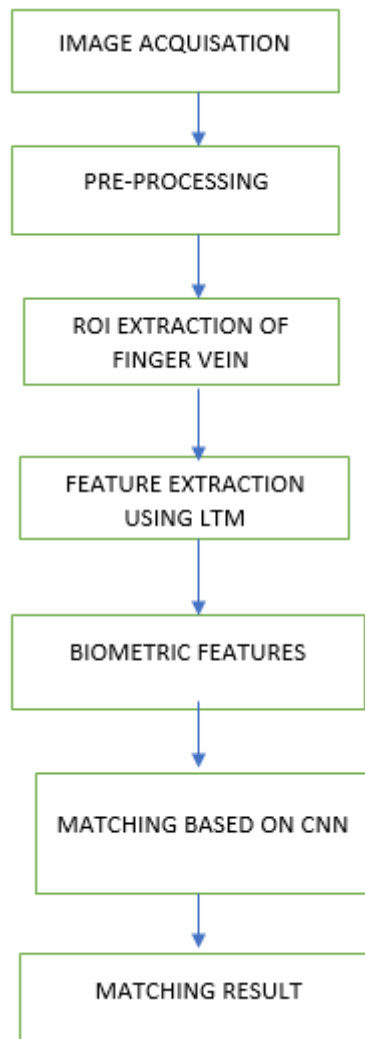 IMAGE ACQUISATION
PRE-PROCESSING
ROI EXTRACTION OF
FINGER VEIN
FEATURE EXTRACTION
USING LTM
BIOMETRIC FEATURES
MATCHING BASED ON CNN
MATCHING RESULT